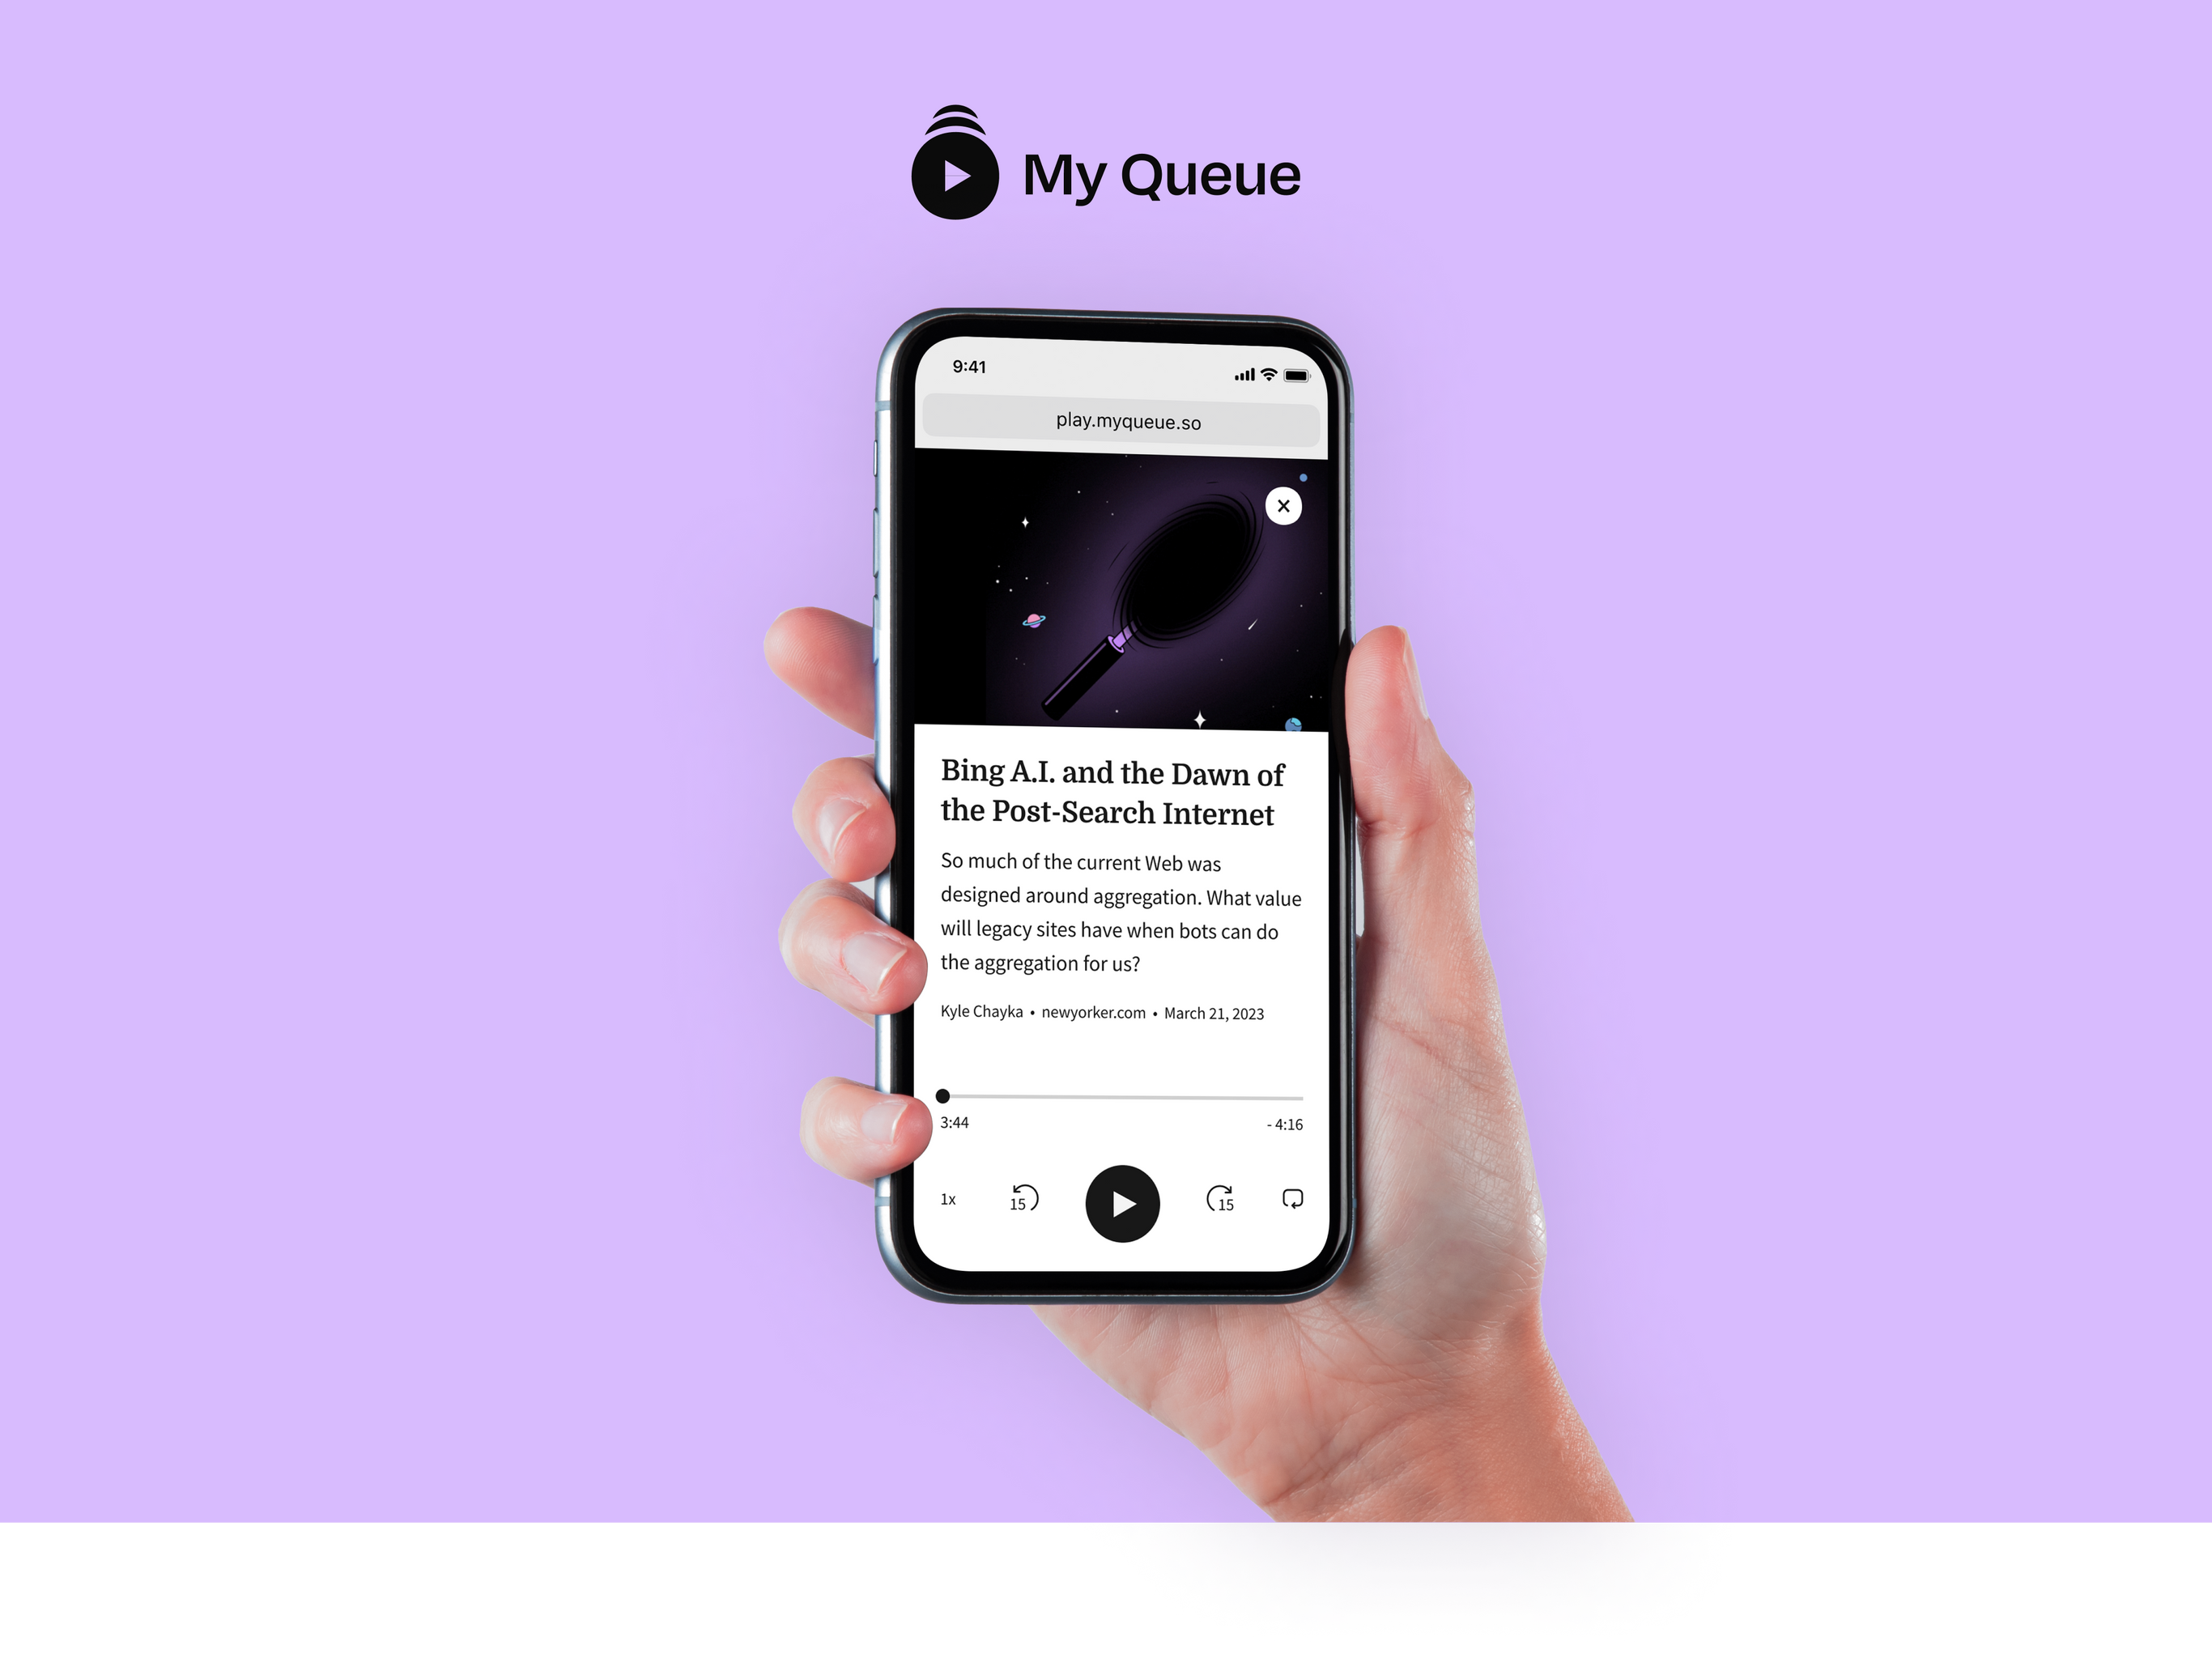 My Queue
9:41
play.myqueue.so
Bing A.I. and the Dawn of
the Post-Search Internet
So much of the current Web was
designed around aggregation. What value
will legacy sites have when bots can do
the aggregation for us?
Kyle Chayka • newyorker.com • March 21, 2023
3:44 - 4:16
1x 15 15